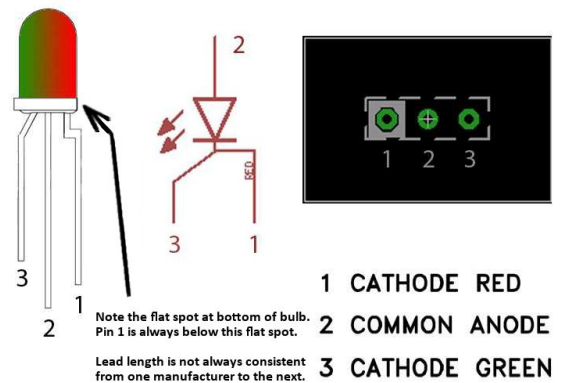 2
RED
3
1
1
2
3
3
2
1
Note the flat spot at bottom of bulb.
Pin 1 is always below this flat spot.
Lead length is not always consistent
from one manufacturer to the next.
1 CATHODE RED
2 COMMON ANODE
3 CATHODE GREEN